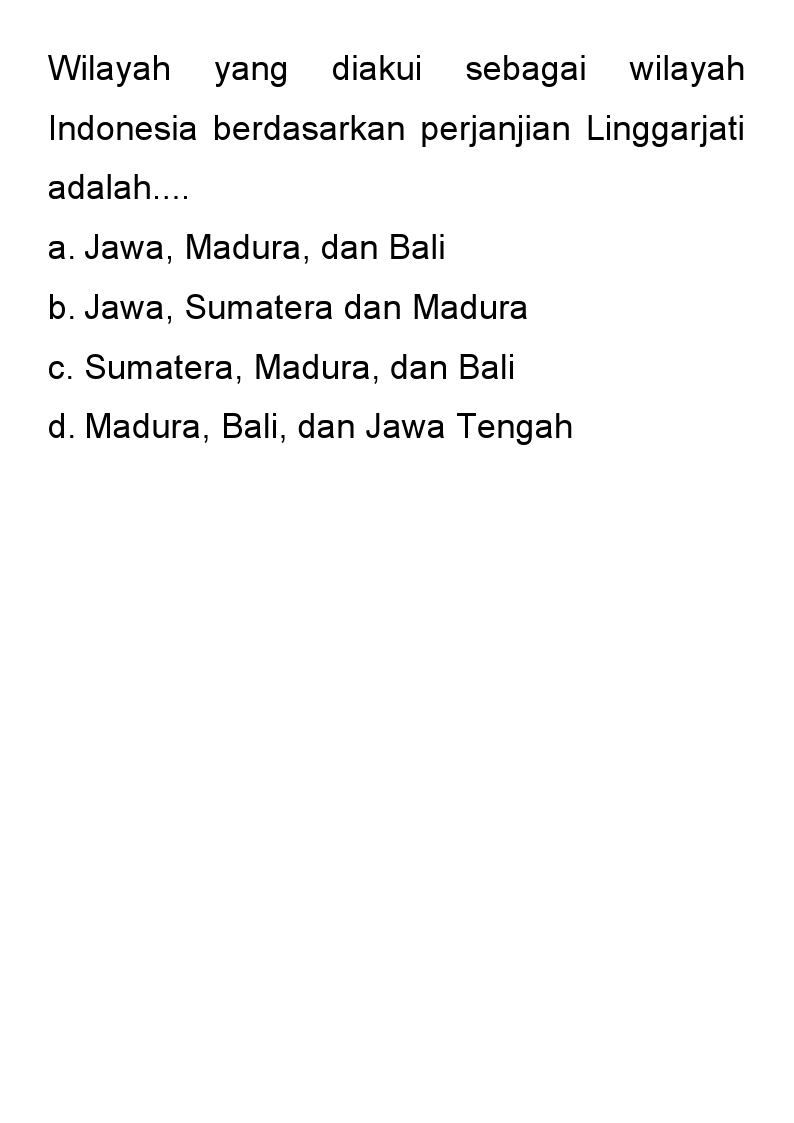 Wilayah yang diakui sebagai wilayah
Indonesia berdasarkan perjanjian Linggarjati
adalah....
a. Jawa, Madura, dan Bali
b. Jawa, Sumatera dan Madura
c. Sumatera, Madura, dan Bali
d. Madura, Bali, dan Jawa Tengah